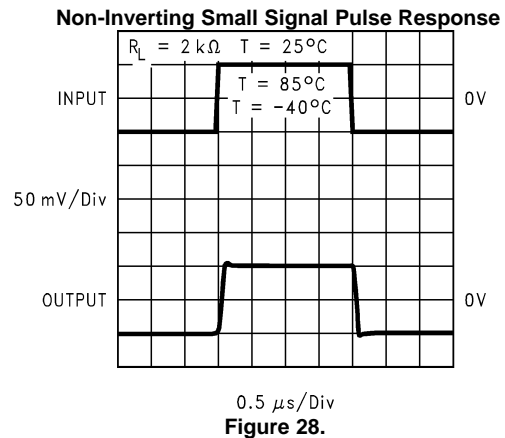 Non-Inverting Small Signal Pulse Response
R_L = 2 kΩ T = 25°C
T = 85°C
T = -40°C
INPUT 0V
50 mV/Div
OUTPUT 0V
0.5 μs/Div
Figure 28.